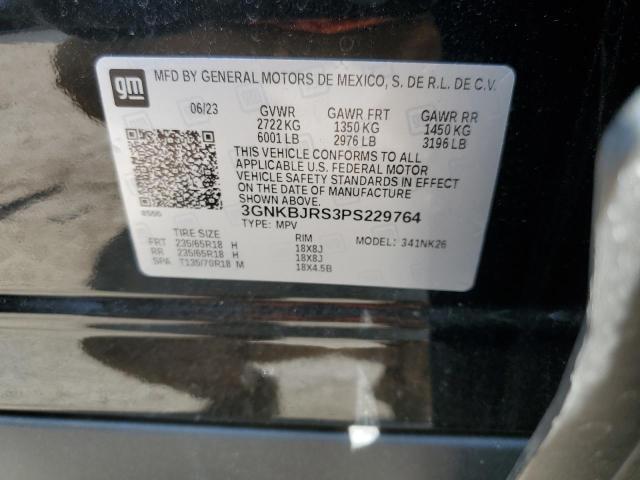 gm
MFD BY GENERAL MOTORS DE MEXICO, S. DE R.L. DE C.V.
06/23 GVWR GAWR FRT GAWR RR
2722 KG 1350 KG 1450 KG
6001 LB 2976 LB 3196 LB
THIS VEHICLE CONFORMS TO ALL
APPLICABLE U.S. FEDERAL MOTOR
VEHICLE SAFETY STANDARDS IN EFFECT
ON THE DATE OF MANUFACTURE
SHOWN ABOVE.
3GNKBJRS3PS229764
TYPE: MPV
TIRE SIZE RIM MODEL: 341NK26
FRT 235/65R18 H 18X8J
RR 235/65R18 H 18X8J
SPA T135/70R18 M 18X4.5B